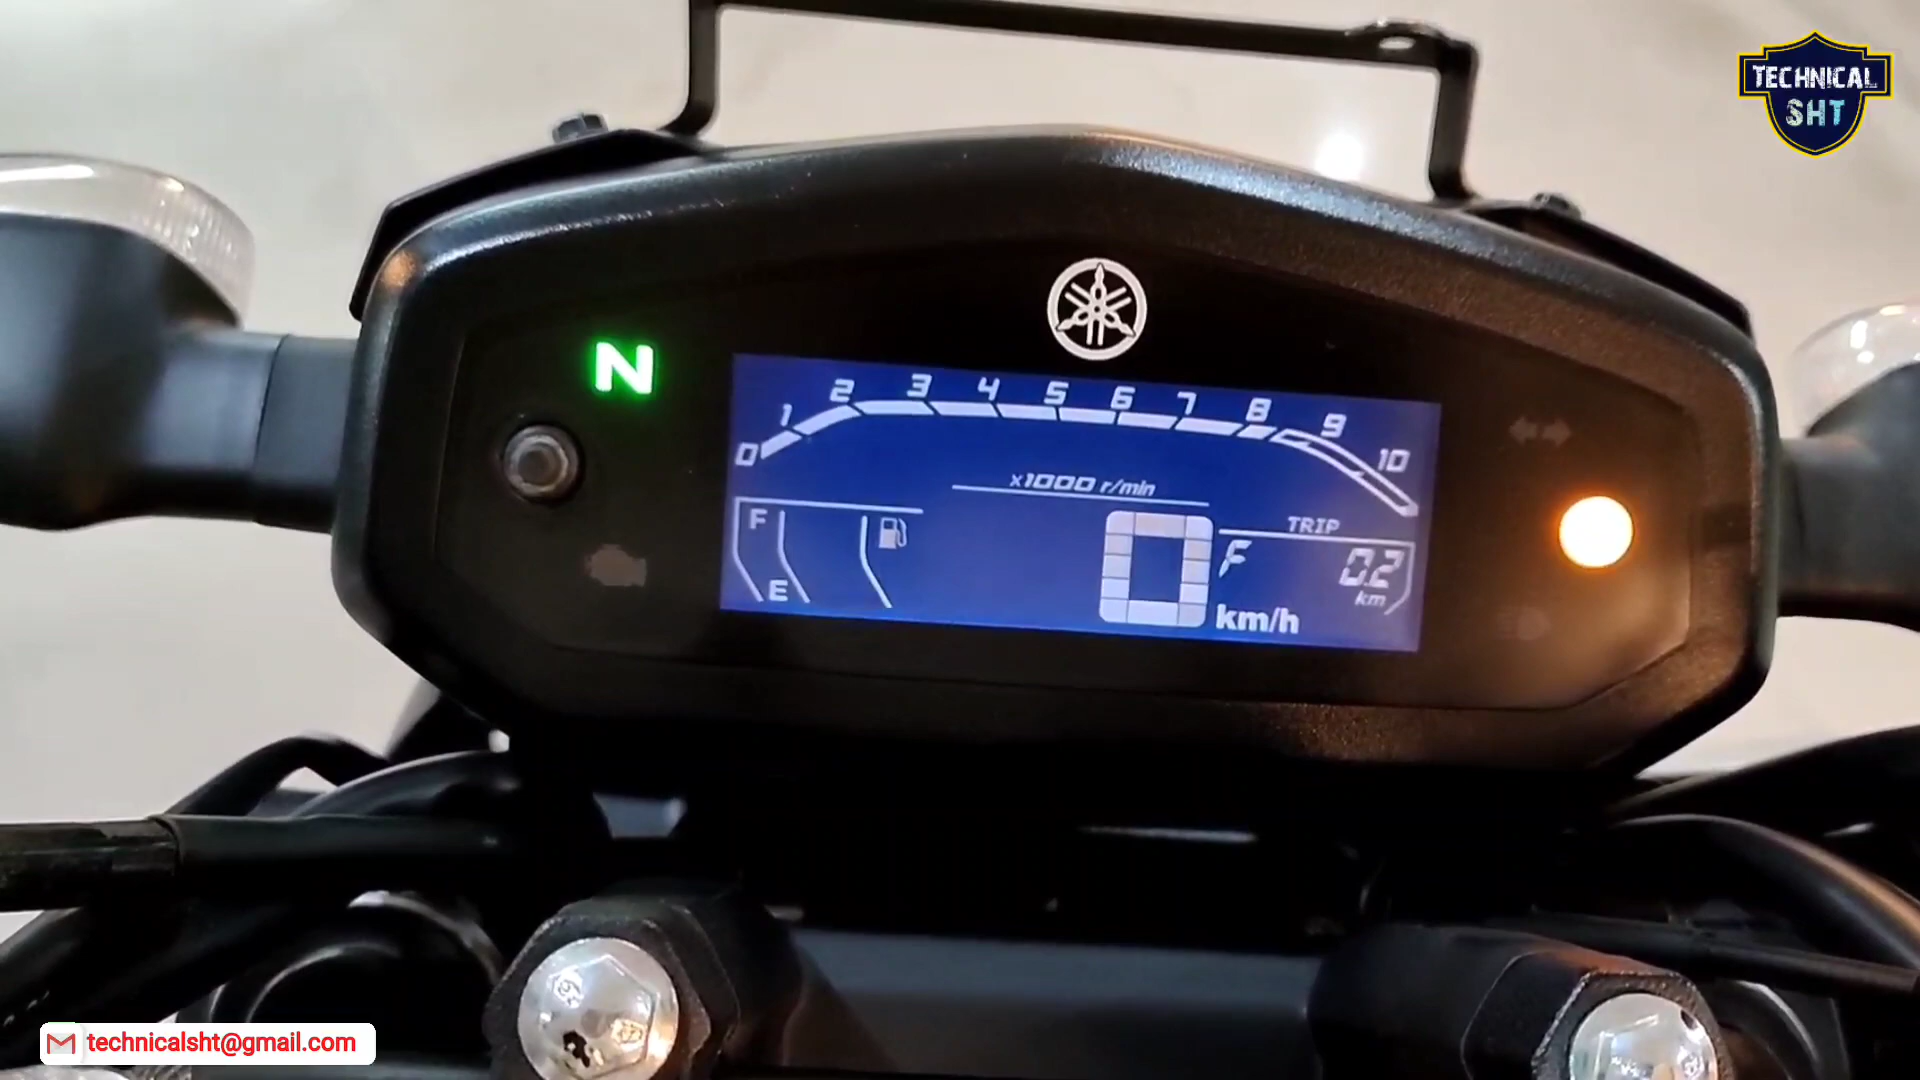 TECHNICAL
SHT
N
0 1 2 3 4 5 6 7 8 9 10
x1000 r/min
F
E
0
km/h
TRIP
F 0.2
km
technicalsht@gmail.com